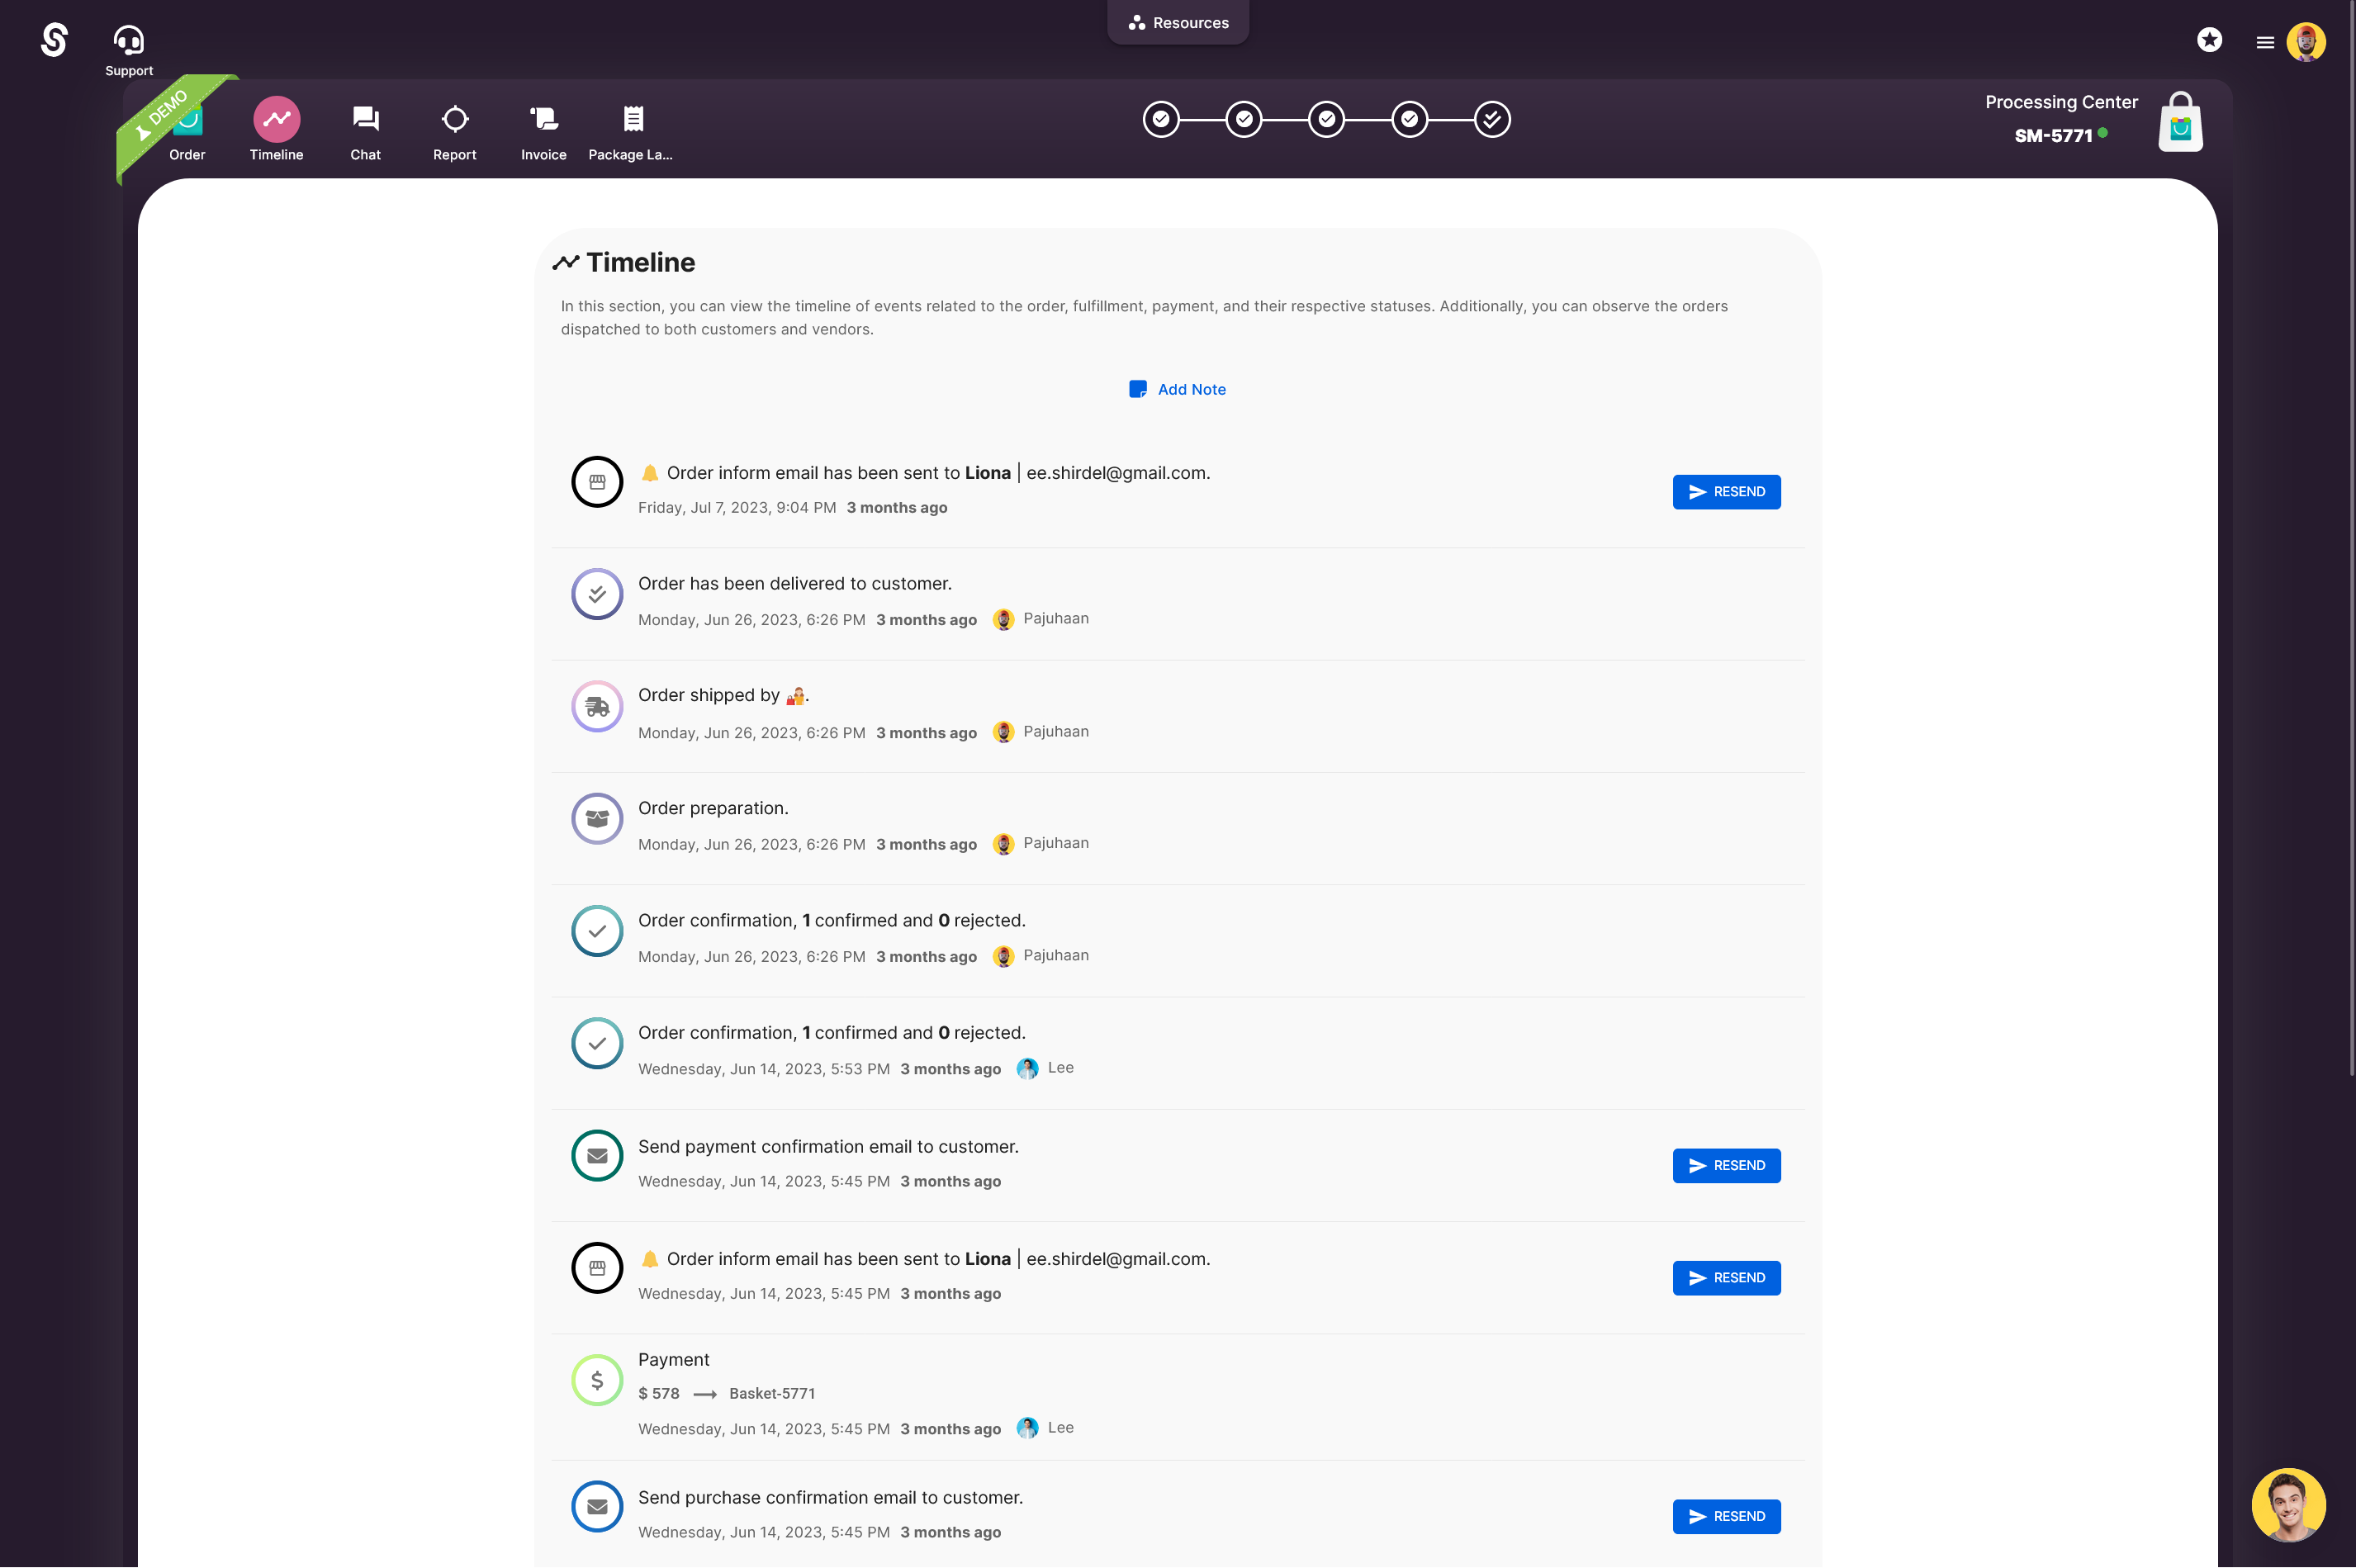 Resources
Support
DEMO
Order
Timeline
Chat
Report
Invoice
Package La...
Processing Center
SM-5771
Timeline
In this section, you can view the timeline of events related to the order, fulfillment, payment, and their respective statuses. Additionally, you can observe the orders
dispatched to both customers and vendors.
Add Note
Order inform email has been sent to Liona | ee.shirdel@gmail.com.
Friday, Jul 7, 2023, 9:04 PM 3 months ago
RESEND
Order has been delivered to customer.
Monday, Jun 26, 2023, 6:26 PM 3 months ago Pajuhaan
Order shipped by 🛍.
Monday, Jun 26, 2023, 6:26 PM 3 months ago Pajuhaan
Order preparation.
Monday, Jun 26, 2023, 6:26 PM 3 months ago Pajuhaan
Order confirmation, 1 confirmed and 0 rejected.
Monday, Jun 26, 2023, 6:26 PM 3 months ago Pajuhaan
Order confirmation, 1 confirmed and 0 rejected.
Wednesday, Jun 14, 2023, 5:53 PM 3 months ago Lee
Send payment confirmation email to customer.
Wednesday, Jun 14, 2023, 5:45 PM 3 months ago
RESEND
Order inform email has been sent to Liona | ee.shirdel@gmail.com.
Wednesday, Jun 14, 2023, 5:45 PM 3 months ago
RESEND
Payment
$ 578 → Basket-5771
Wednesday, Jun 14, 2023, 5:45 PM 3 months ago Lee
Send purchase confirmation email to customer.
Wednesday, Jun 14, 2023, 5:45 PM 3 months ago
RESEND